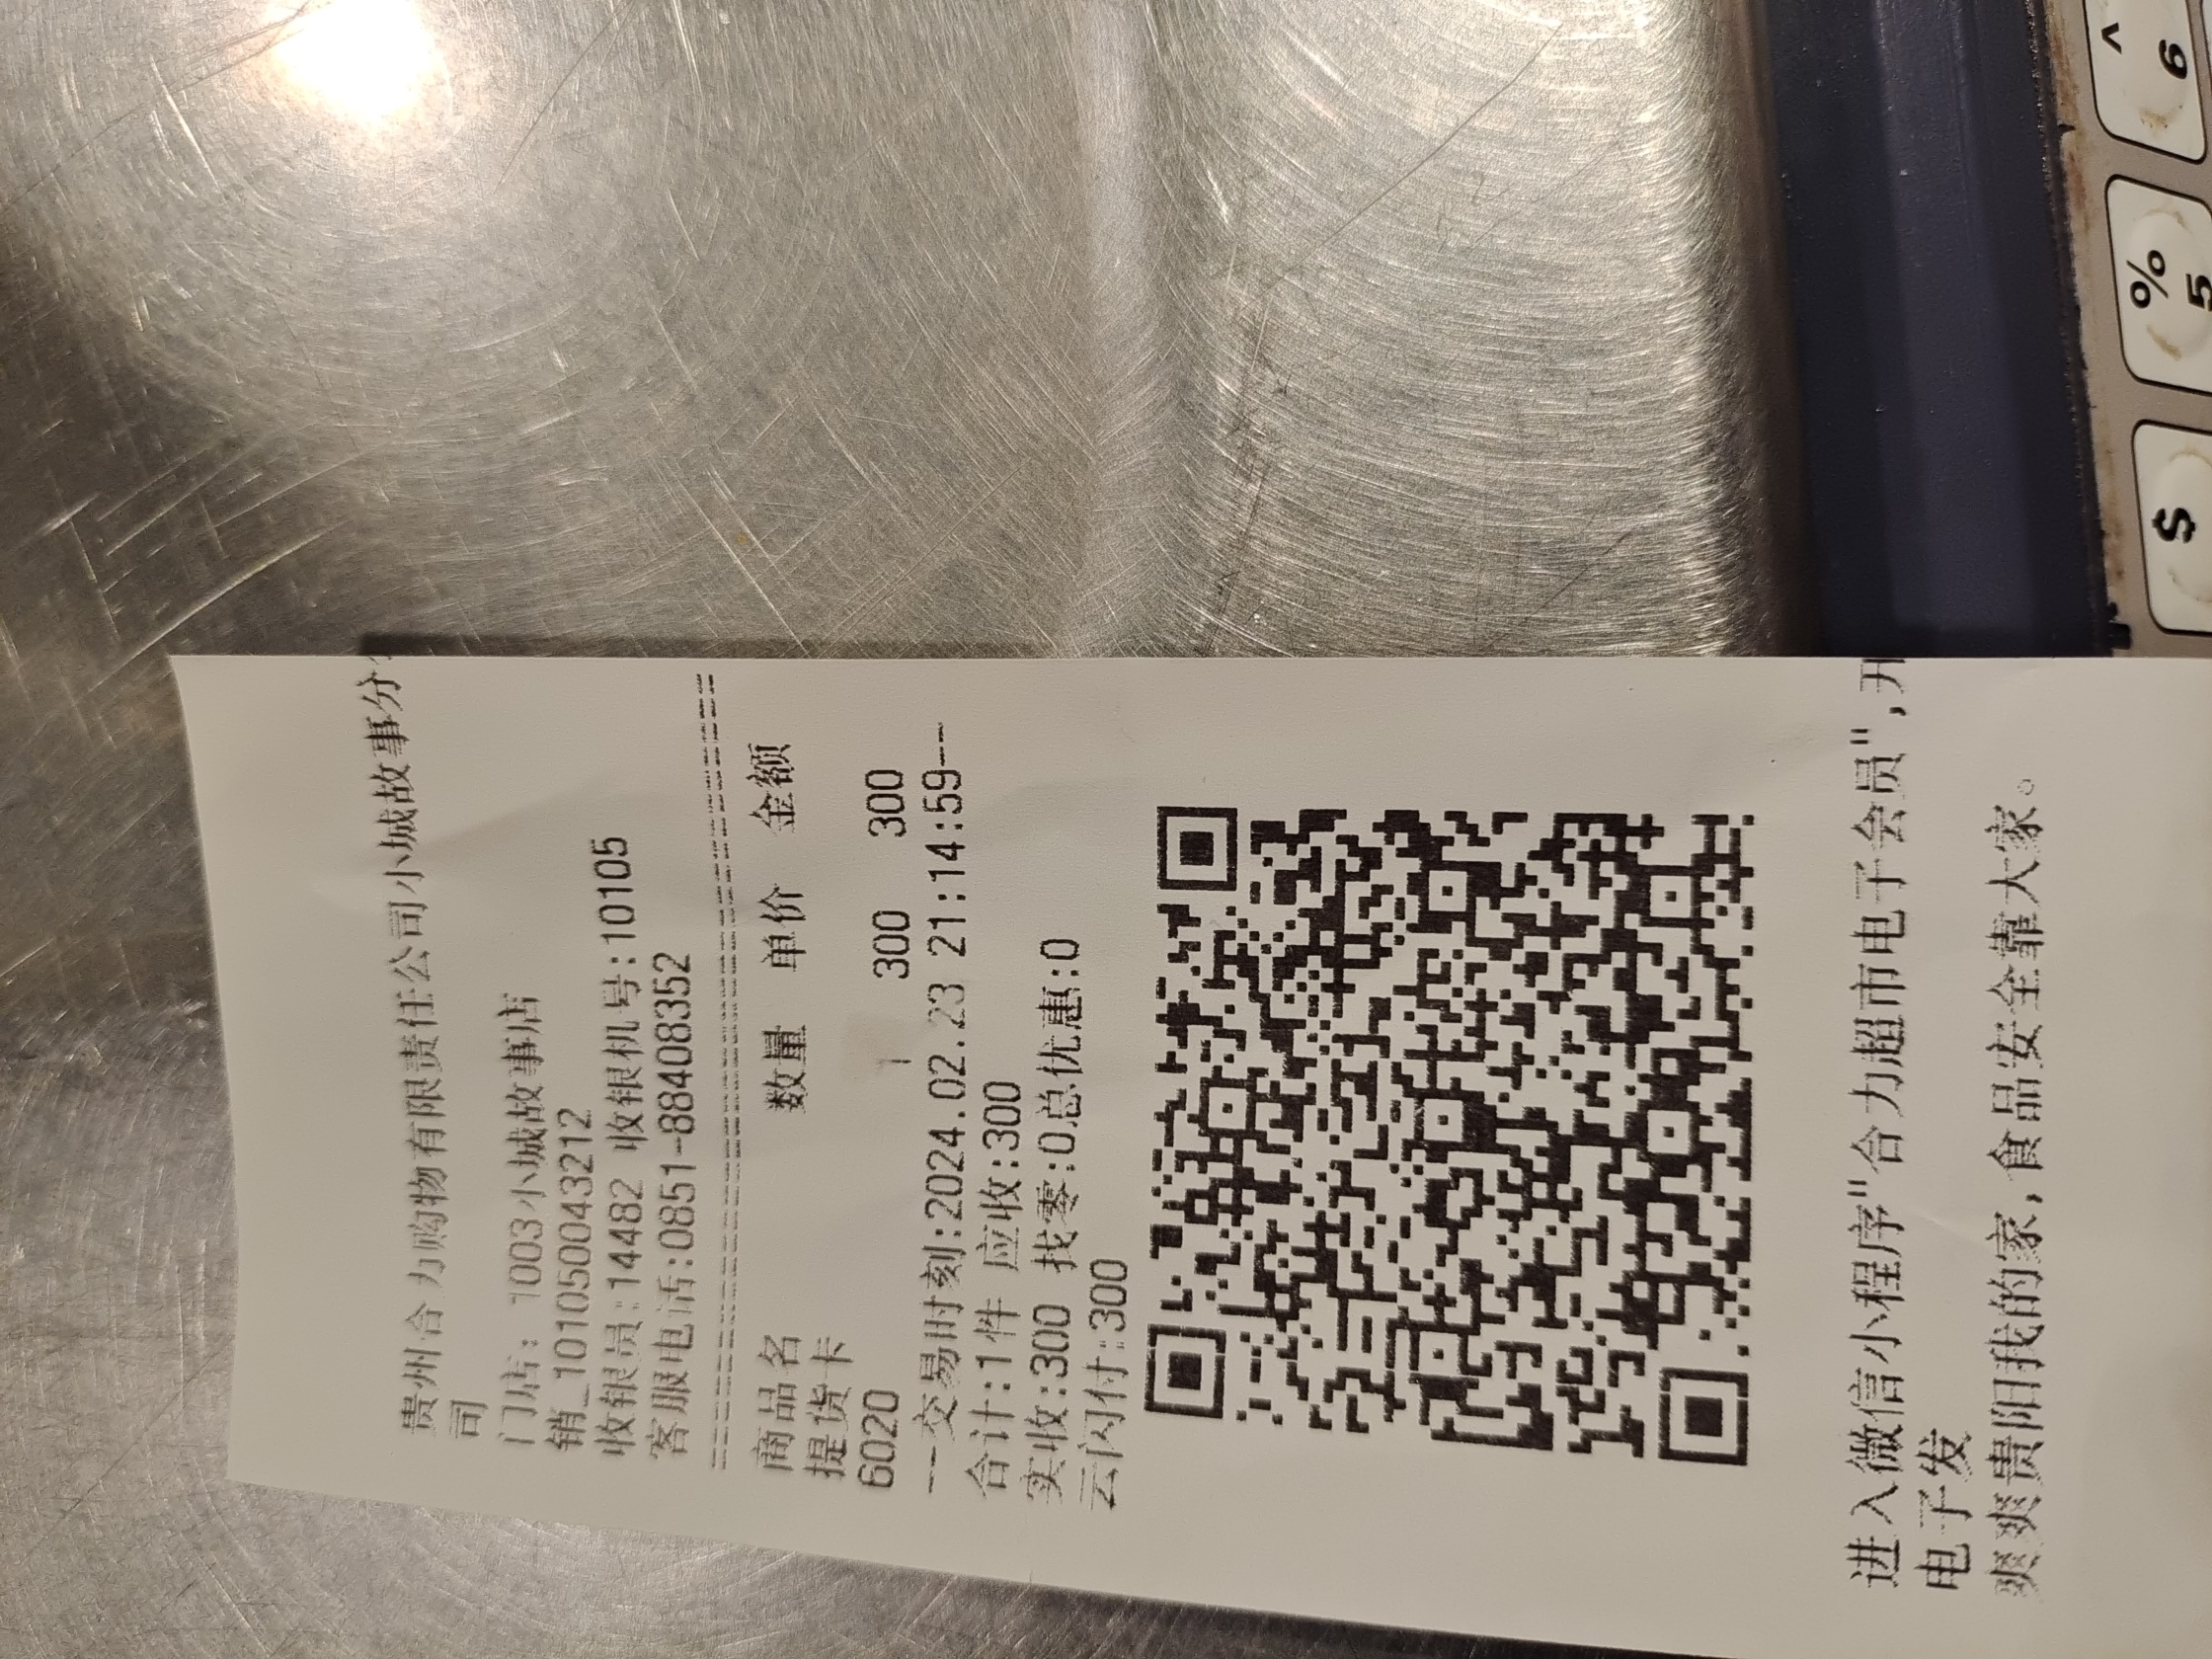 贵州合力购物有限责任公司小城故事分
司
门店: 1003小城故事店
销_1010500043212
收银员:14482 收银机号:10105
客服电话:0851-88408352
商品名 数量 单价 金额
提货卡
6020 1 300 300
--交易时刻:2024.02.23 21:14:59--
合计:1件 应收:300
实收:300 找零:0总优惠:0
云闪付:300
进入微信小程序"合力超市电子会员",开
电子发
爽爽贵阳我的家,食品安全靠大家。
^
6
%
5
$